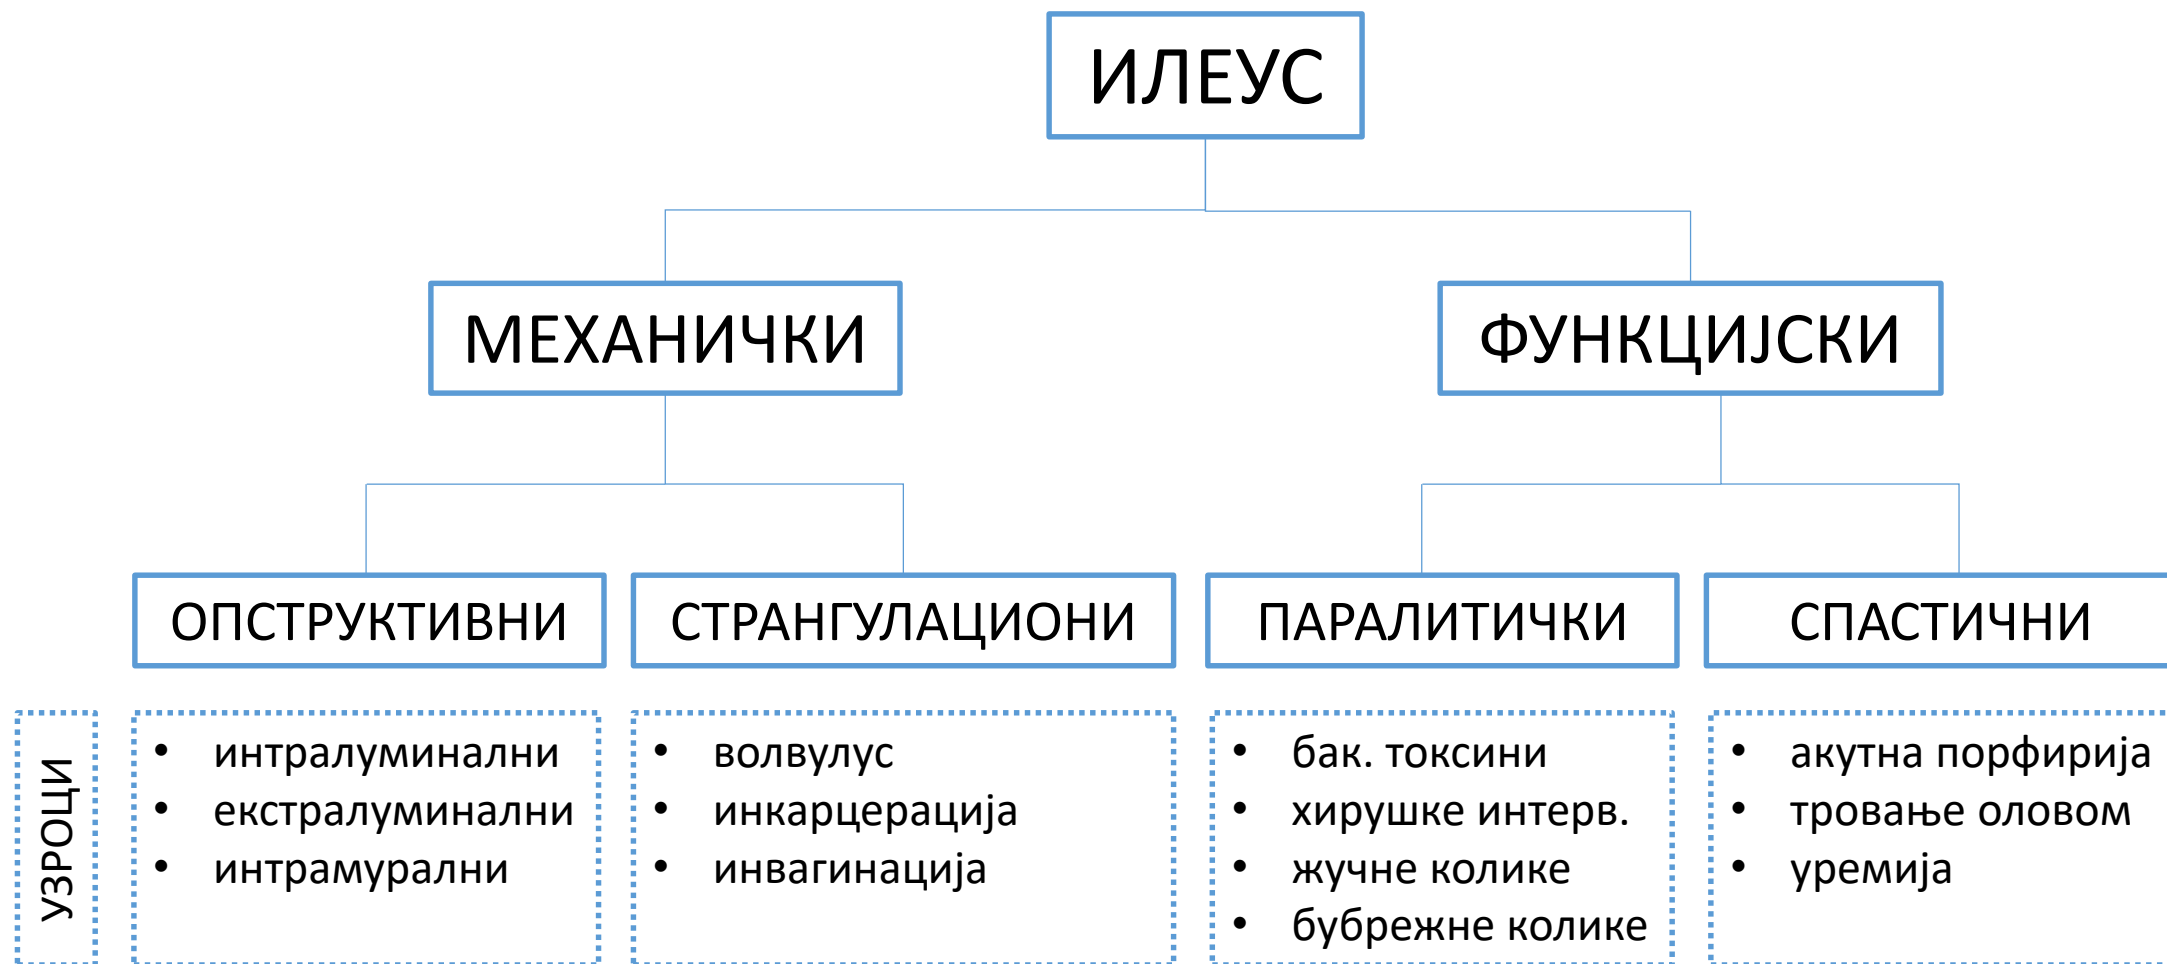 ИЛЕУС
МЕХАНИЧКИ
ФУНКЦИЈСКИ
ОПСТРУКТИВНИ
СТРАНГУЛАЦИОНИ
ПАРАЛИТИЧКИ
СПАСТИЧНИ
УЗРОЦИ
• интралуминални
• екстралуминални
• интрамурални
• волвулус
• инкарцерација
• инвагинација
• бак. токсини
• хирушке интерв.
• жучне колике
• бубрежне колике
• акутна порфирија
• тровање оловом
• уремија